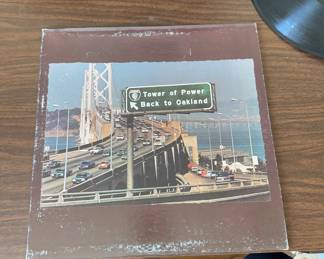 Tower of Power
Back to Oakland